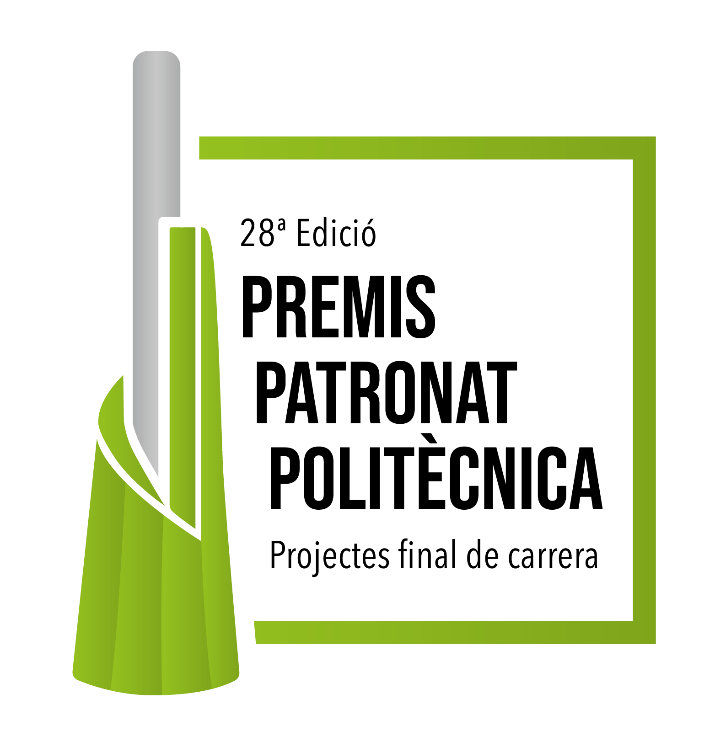 28ª Edició
PREMIS
PATRONAT
POLITÈCNICA
Projectes final de carrera